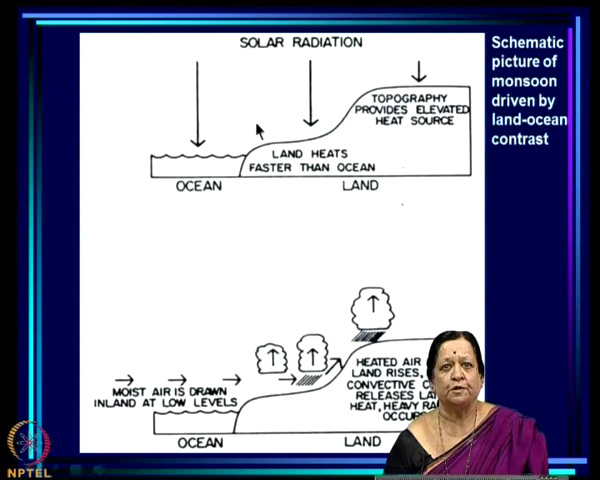 SOLAR RADIATION
TOPOGRAPHY
PROVIDES ELEVATED
HEAT SOURCE
LAND HEATS
FASTER THAN OCEAN
OCEAN LAND
Schematic
picture of
monsoon
driven by
land-ocean
contrast
MOIST AIR IS DRAWN
INLAND AT LOW LEVELS
HEATED AIR
LAND RISES,
CONVECTIVE
RELEASES
HEAT, HEAVY
OCCUR
OCEAN LAND
NPTEL